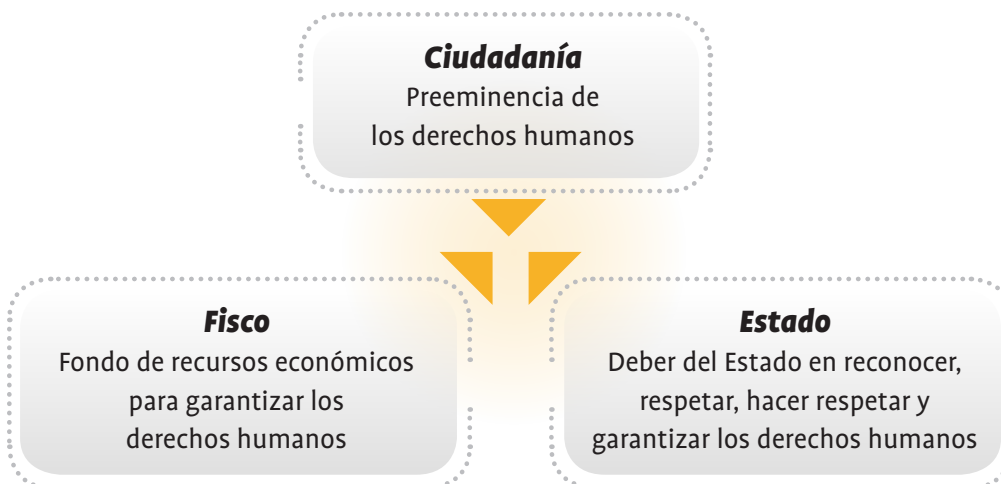 Ciudadanía
Preeminencia de
los derechos humanos
Fisco
Fondo de recursos económicos
para garantizar los
derechos humanos
Estado
Deber del Estado en reconocer,
respetar, hacer respetar y
garantizar los derechos humanos